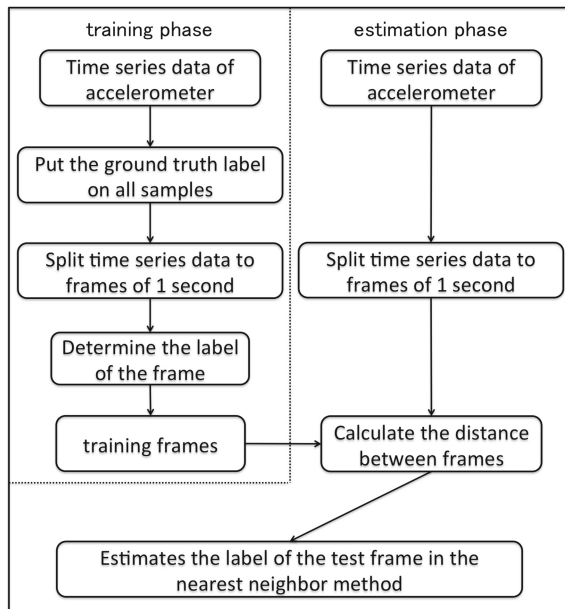 training phase
Time series data of
accelerometer
Put the ground truth label
on all samples
Split time series data to
frames of 1 second
Determine the label
of the frame
training frames
estimation phase
Time series data of
accelerometer
Split time series data to
frames of 1 second
Calculate the distance
between frames
Estimates the label of the test frame in the
nearest neighbor method